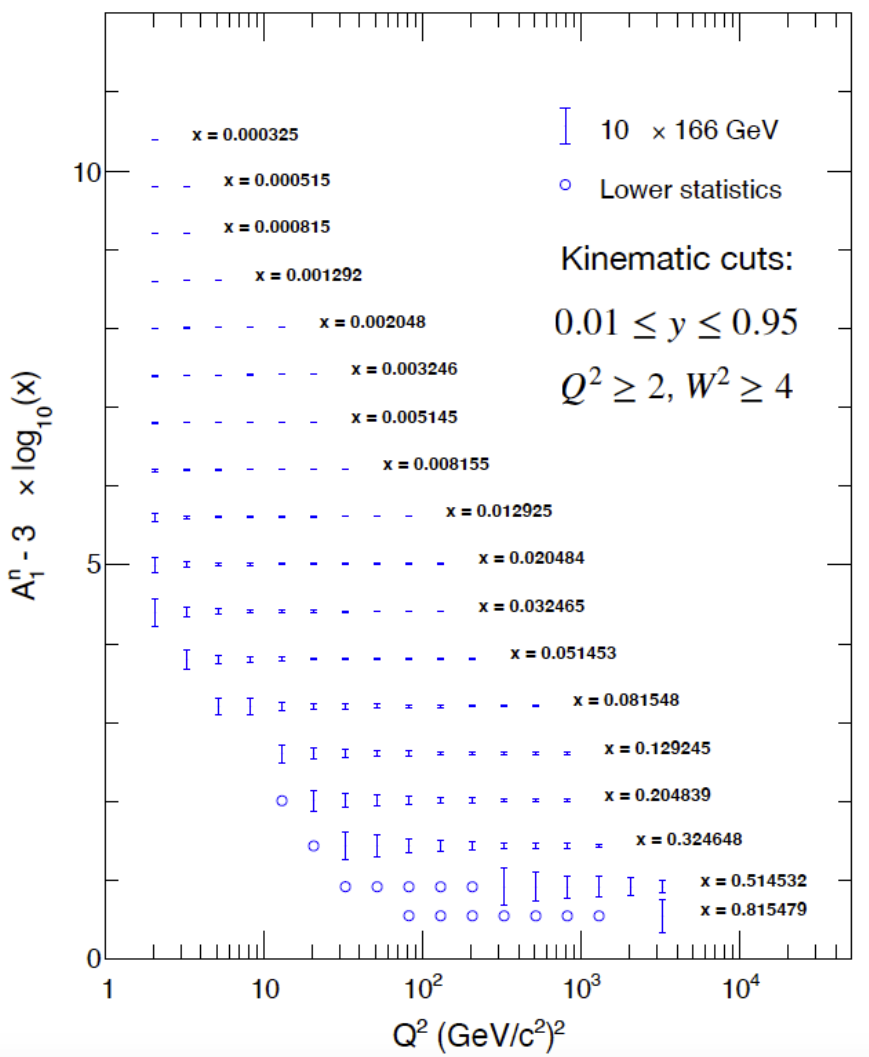 x = 0.000325
10 × 166 GeV
10
x = 0.000515
Lower statistics
x = 0.000815
Kinematic cuts:
x = 0.001292
0.01 ≤ y ≤ 0.95
x = 0.002048
x = 0.003246
Q² ≥ 2, W² ≥ 4
x = 0.005145
x = 0.008155
x = 0.012925
A₁ⁿ - 3 × log₁₀(x)
5
x = 0.020484
x = 0.032465
x = 0.051453
x = 0.081548
x = 0.129245
x = 0.204839
x = 0.324648
x = 0.514532
x = 0.815479
0
1 10 10² 10³ 10⁴
Q² (GeV/c²)²